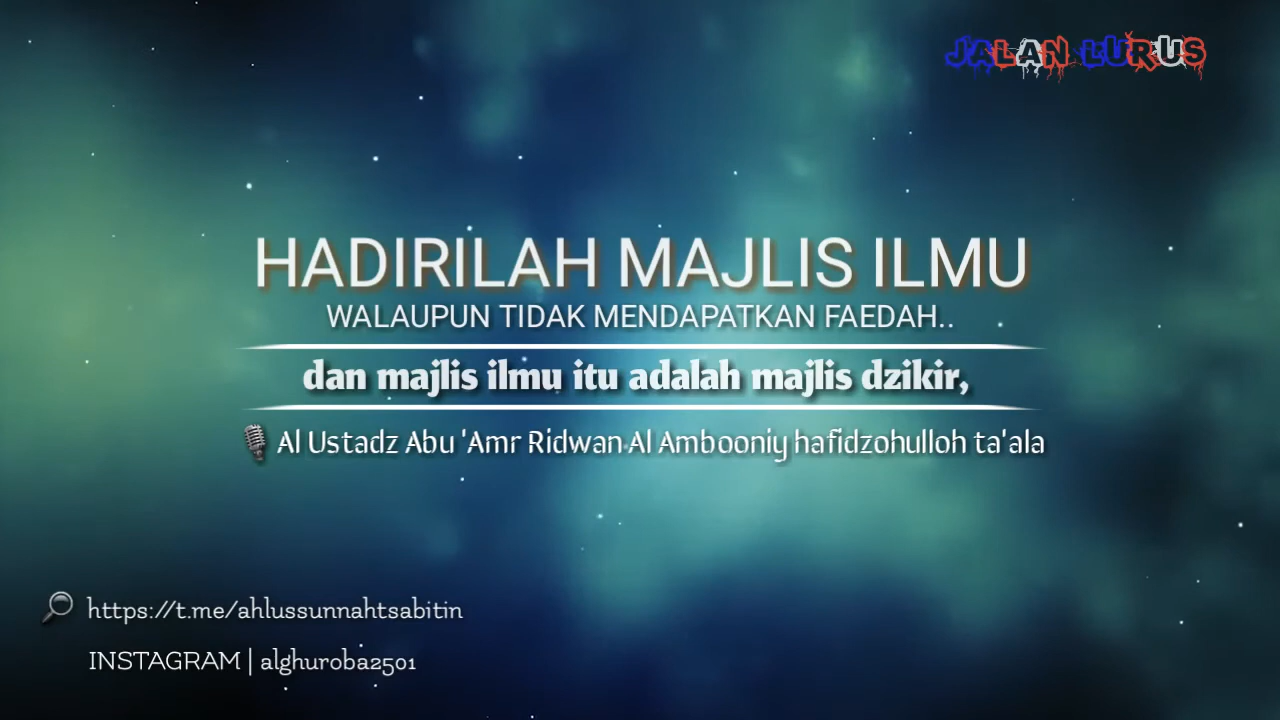 JALAN LURUS
HADIRILAH MAJLIS ILMU
WALAUPUN TIDAK MENDAPATKAN FAEDAH..
dan majlis ilmu itu adalah majlis dzikir,
Al Ustadz Abu 'Amr Ridwan Al Ambooniy hafidzohulloh ta'ala
https://t.me/ahlussunnahtsabitin
INSTAGRAM | alghuroba2501